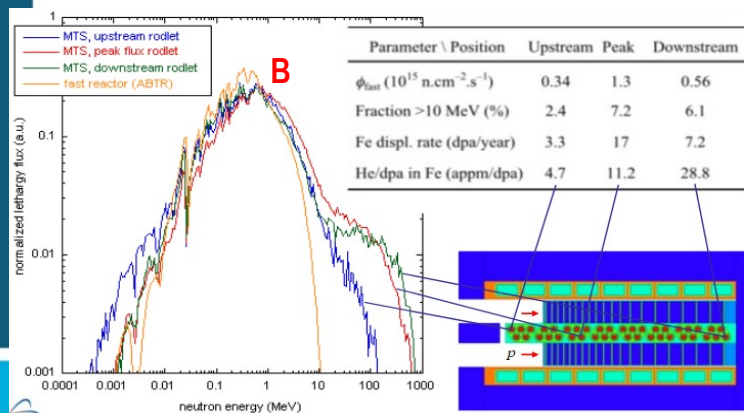 MTS, upstream rodlet
MTS, peak flux rodlet
MTS, downstream rodlet
fast reactor (ABTR)
B
normalized lethargy flux (a.u.)
1
0.1
0.01
0.001
0.0001 0.001 0.01 0.1 1 10 100 1000
neutron energy (MeV)
Parameter \ Position Upstream Peak Downstream
ϕfast (10¹⁵ n.cm⁻².s⁻¹) 0.34 1.3 0.56
Fraction >10 MeV (%) 2.4 7.2 6.1
Fe displ. rate (dpa/year) 3.3 17 7.2
He/dpa in Fe (appm/dpa) 4.7 11.2 28.8
p